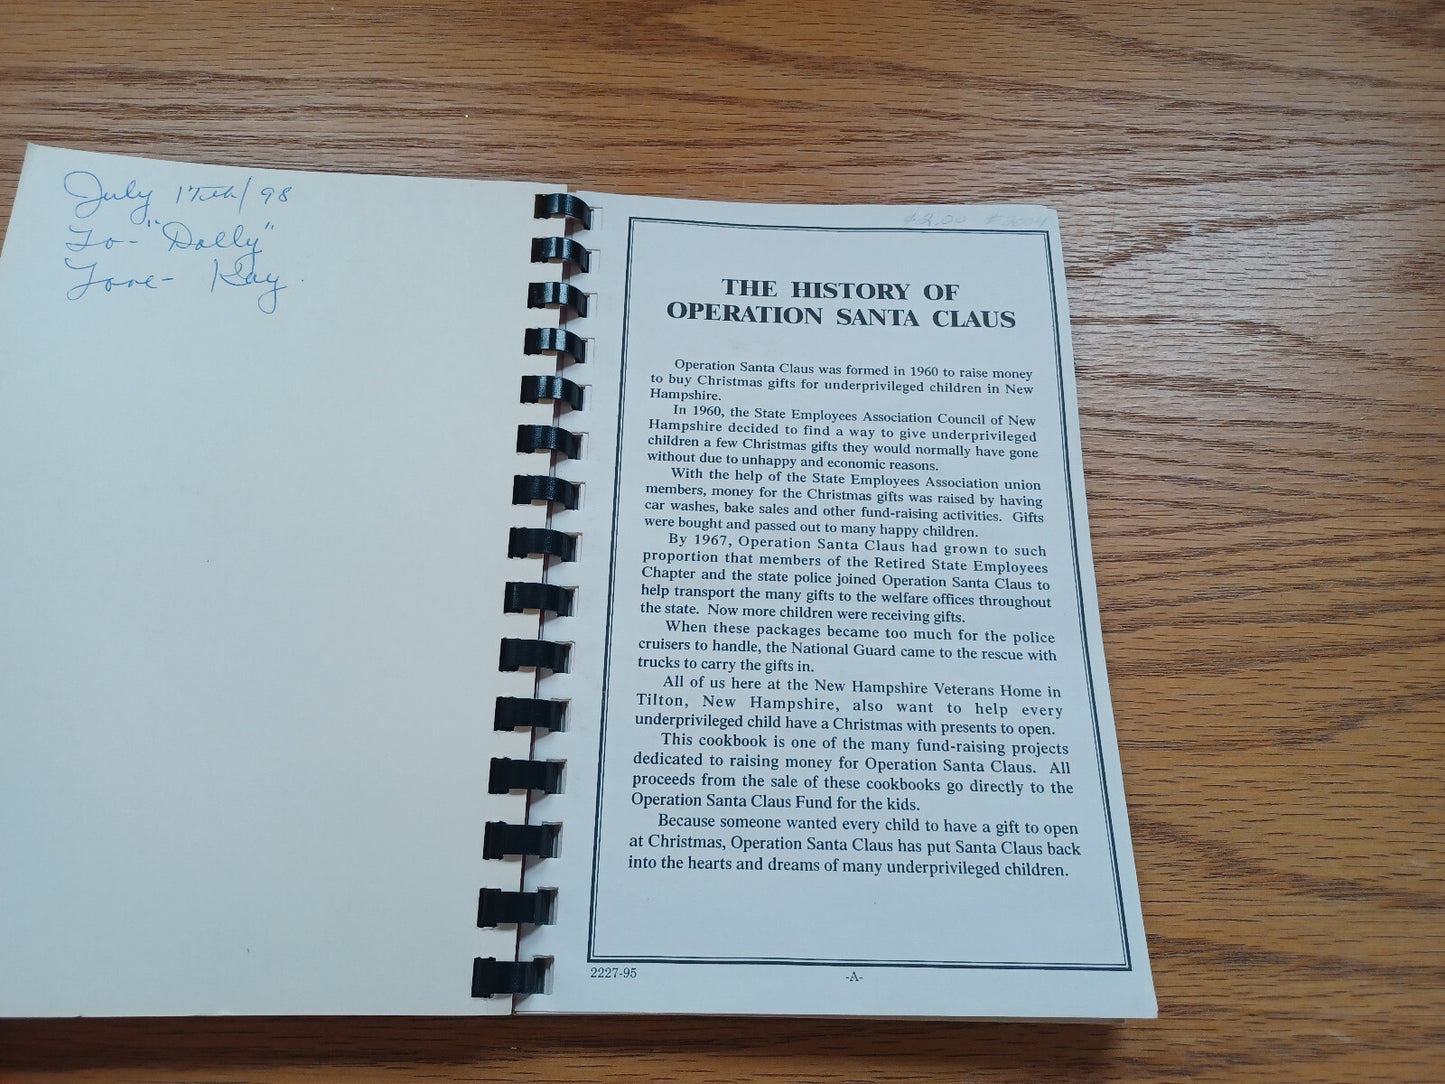 July 17th/98
To- "Dolly"
Love- Kay
$3.00
THE HISTORY OF
OPERATION SANTA CLAUS
Operation Santa Claus was formed in 1960 to raise money
to buy Christmas gifts for underprivileged children in New
Hampshire.
In 1960, the State Employees Association Council of New
Hampshire decided to find a way to give underprivileged
children a few Christmas gifts they would normally have gone
without due to unhappy and economic reasons.
With the help of the State Employees Association union
members, money for the Christmas gifts was raised by having
car washes, bake sales and other fund-raising activities. Gifts
were bought and passed out to many happy children.
By 1967, Operation Santa Claus had grown to such
proportion that members of the Retired State Employees
Chapter and the state police joined Operation Santa Claus to
help transport the many gifts to the welfare offices throughout
the state. Now more children were receiving gifts.
When these packages became too much for the police
cruisers to handle, the National Guard came to the rescue with
trucks to carry the gifts in.
All of us here at the New Hampshire Veterans Home in
Tilton, New Hampshire, also want to help every
underprivileged child have a Christmas with presents to open.
This cookbook is one of the many fund-raising projects
dedicated to raising money for Operation Santa Claus. All
proceeds from the sale of these cookbooks go directly to the
Operation Santa Claus Fund for the kids.
Because someone wanted every child to have a gift to open
at Christmas, Operation Santa Claus has put Santa Claus back
into the hearts and dreams of many underprivileged children.
2227-95
-A-